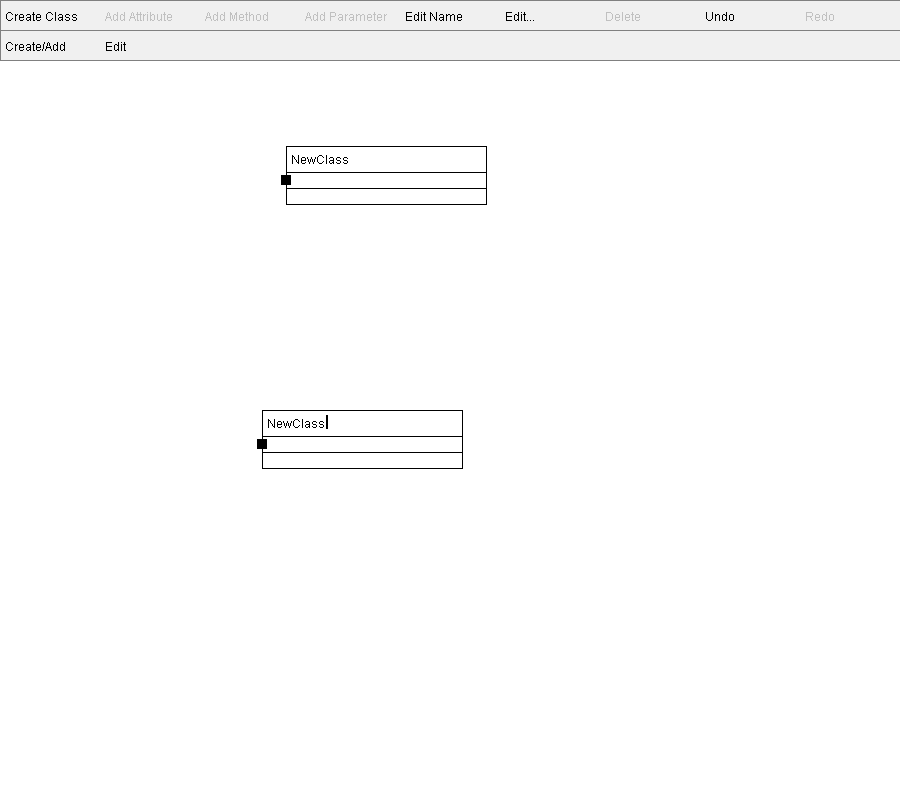 Create Class Add Attribute Add Method Add Parameter Edit Name Edit... Delete Undo Redo
Create/Add Edit
NewClass
NewClass